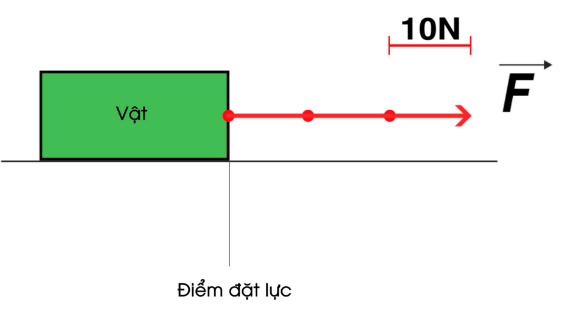 10N
F
Vật
Điểm đặt lực